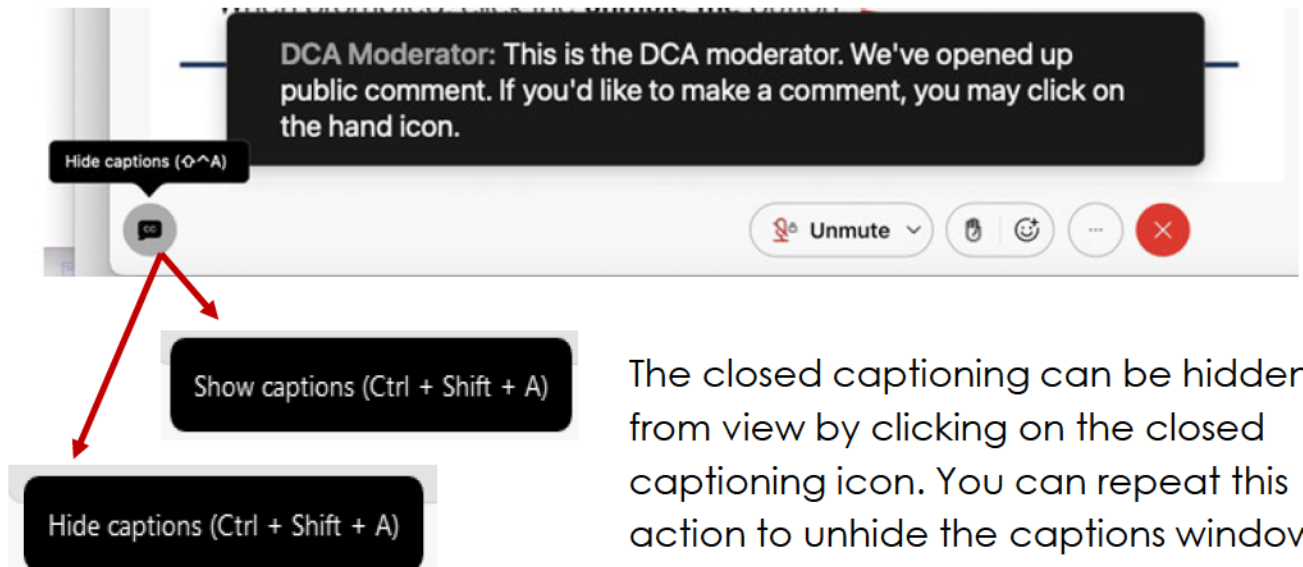 DCA Moderator: This is the DCA moderator. We've opened up
public comment. If you'd like to make a comment, you may click on
the hand icon.
Hide captions (⇧^A)
CC
Unmute
Show captions (Ctrl + Shift + A)
Hide captions (Ctrl + Shift + A)
The closed captioning can be hidden
from view by clicking on the closed
captioning icon. You can repeat this
action to unhide the captions window